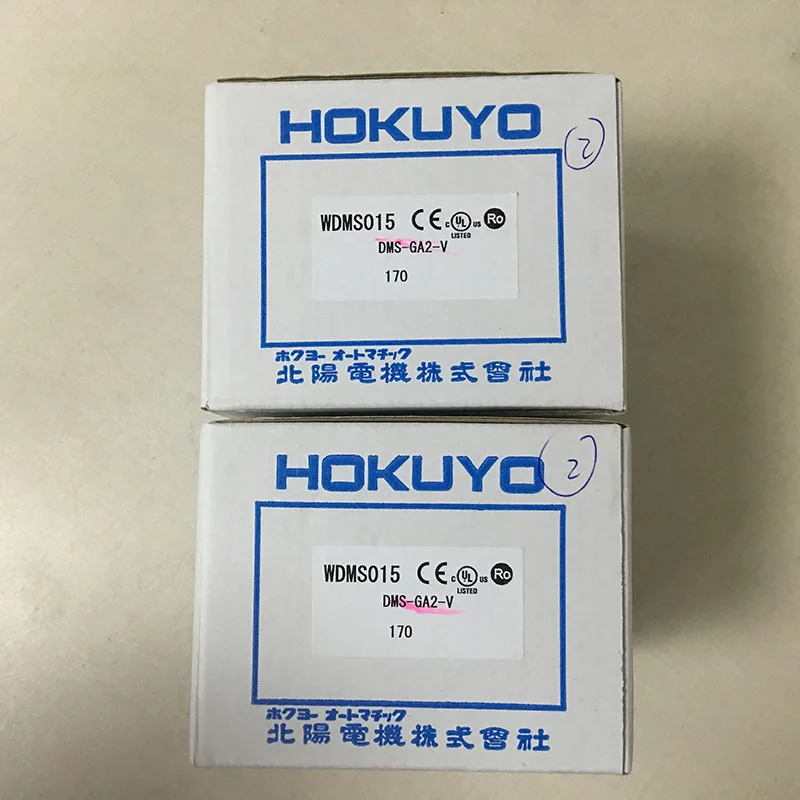 HOKUYO
2
WDMS015 CE c UL US Ro
LISTED
DMS-GA2-V
170
ホクヨー オートマチック
北陽電機株式會社
HOKUYO
2
WDMS015 CE c UL US Ro
LISTED
DMS-GA2-V
170
ホクヨー オートマチック
北陽電機株式會社